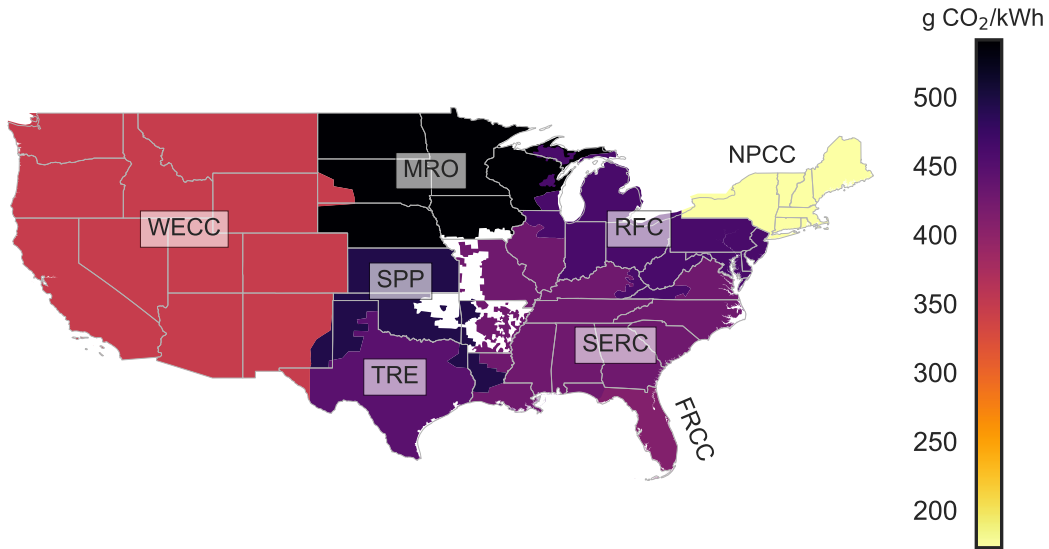 g CO₂/kWh
500
450
400
350
300
250
200
NPCC
MRO
WECC
RFC
SPP
SERC
TRE
FRCC